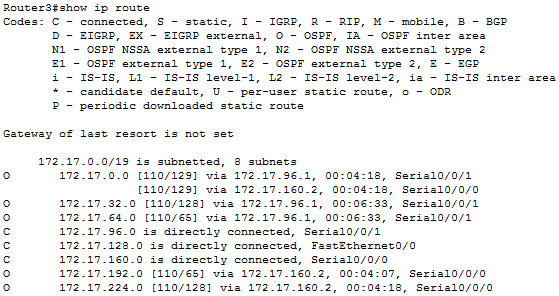 Router3#show ip route
Codes: C - connected, S - static, I - IGRP, R - RIP, M - mobile, B - BGP
       D - EIGRP, EX - EIGRP external, O - OSPF, IA - OSPF inter area
       N1 - OSPF NSSA external type 1, N2 - OSPF NSSA external type 2
       E1 - OSPF external type 1, E2 - OSPF external type 2, E - EGP
       i - IS-IS, L1 - IS-IS level-1, L2 - IS-IS level-2, ia - IS-IS inter area
       * - candidate default, U - per-user static route, o - ODR
       P - periodic downloaded static route
Gateway of last resort is not set
     172.17.0.0/19 is subnetted, 8 subnets
O       172.17.0.0 [110/129] via 172.17.96.1, 00:04:18, Serial0/0/1
                   [110/129] via 172.17.160.2, 00:04:18, Serial0/0/0
O       172.17.32.0 [110/128] via 172.17.96.1, 00:06:33, Serial0/0/1
O       172.17.64.0 [110/65] via 172.17.96.1, 00:06:33, Serial0/0/1
C       172.17.96.0 is directly connected, Serial0/0/1
C       172.17.128.0 is directly connected, FastEthernet0/0
C       172.17.160.0 is directly connected, Serial0/0/0
O       172.17.192.0 [110/65] via 172.17.160.2, 00:04:07, Serial0/0/0
O       172.17.224.0 [110/128] via 172.17.160.2, 00:04:18, Serial0/0/0